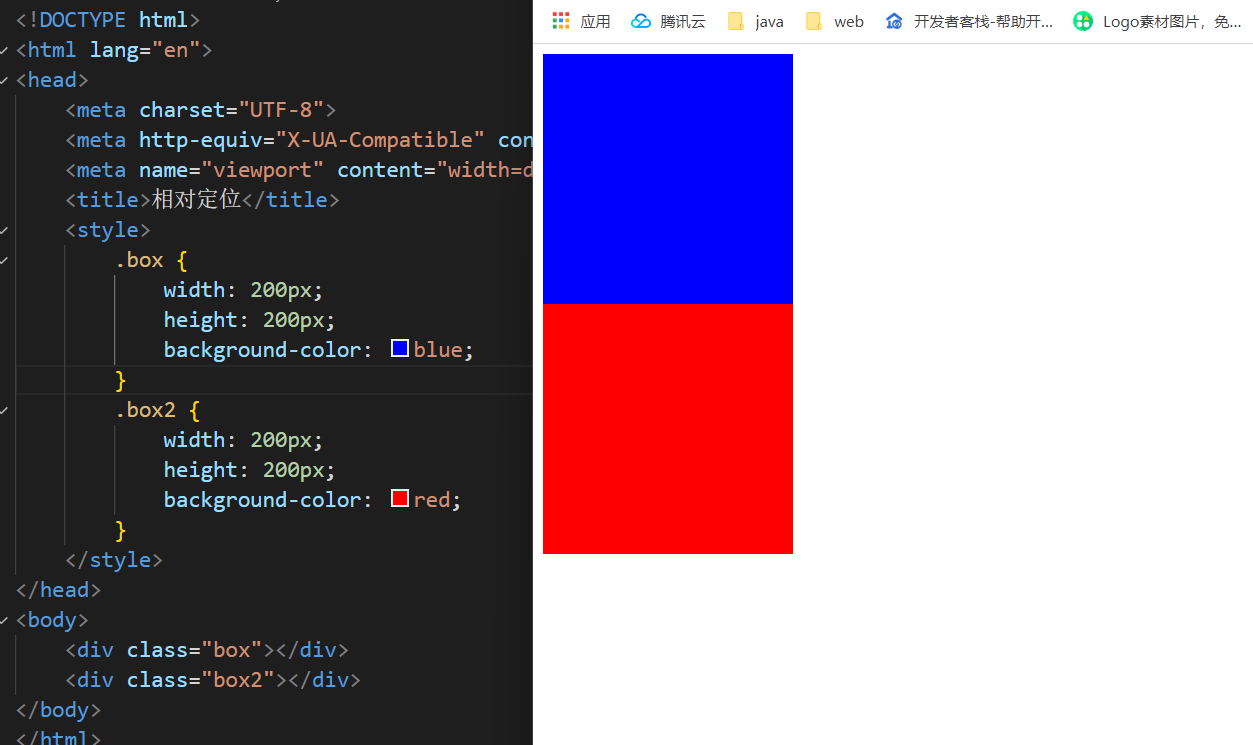 <!DOCTYPE html>
<html lang="en">
<head>
<meta charset="UTF-8">
<meta http-equiv="X-UA-Compatible" con
<meta name="viewport" content="width=d
<title>相对定位</title>
<style>
.box {
width: 200px;
height: 200px;
background-color: blue;
}
.box2 {
width: 200px;
height: 200px;
background-color: red;
}
</style>
</head>
<body>
<div class="box"></div>
<div class="box2"></div>
</body>
</html>
应用 腾讯云 java web 开发者客栈-帮助开... Logo素材图片，免...